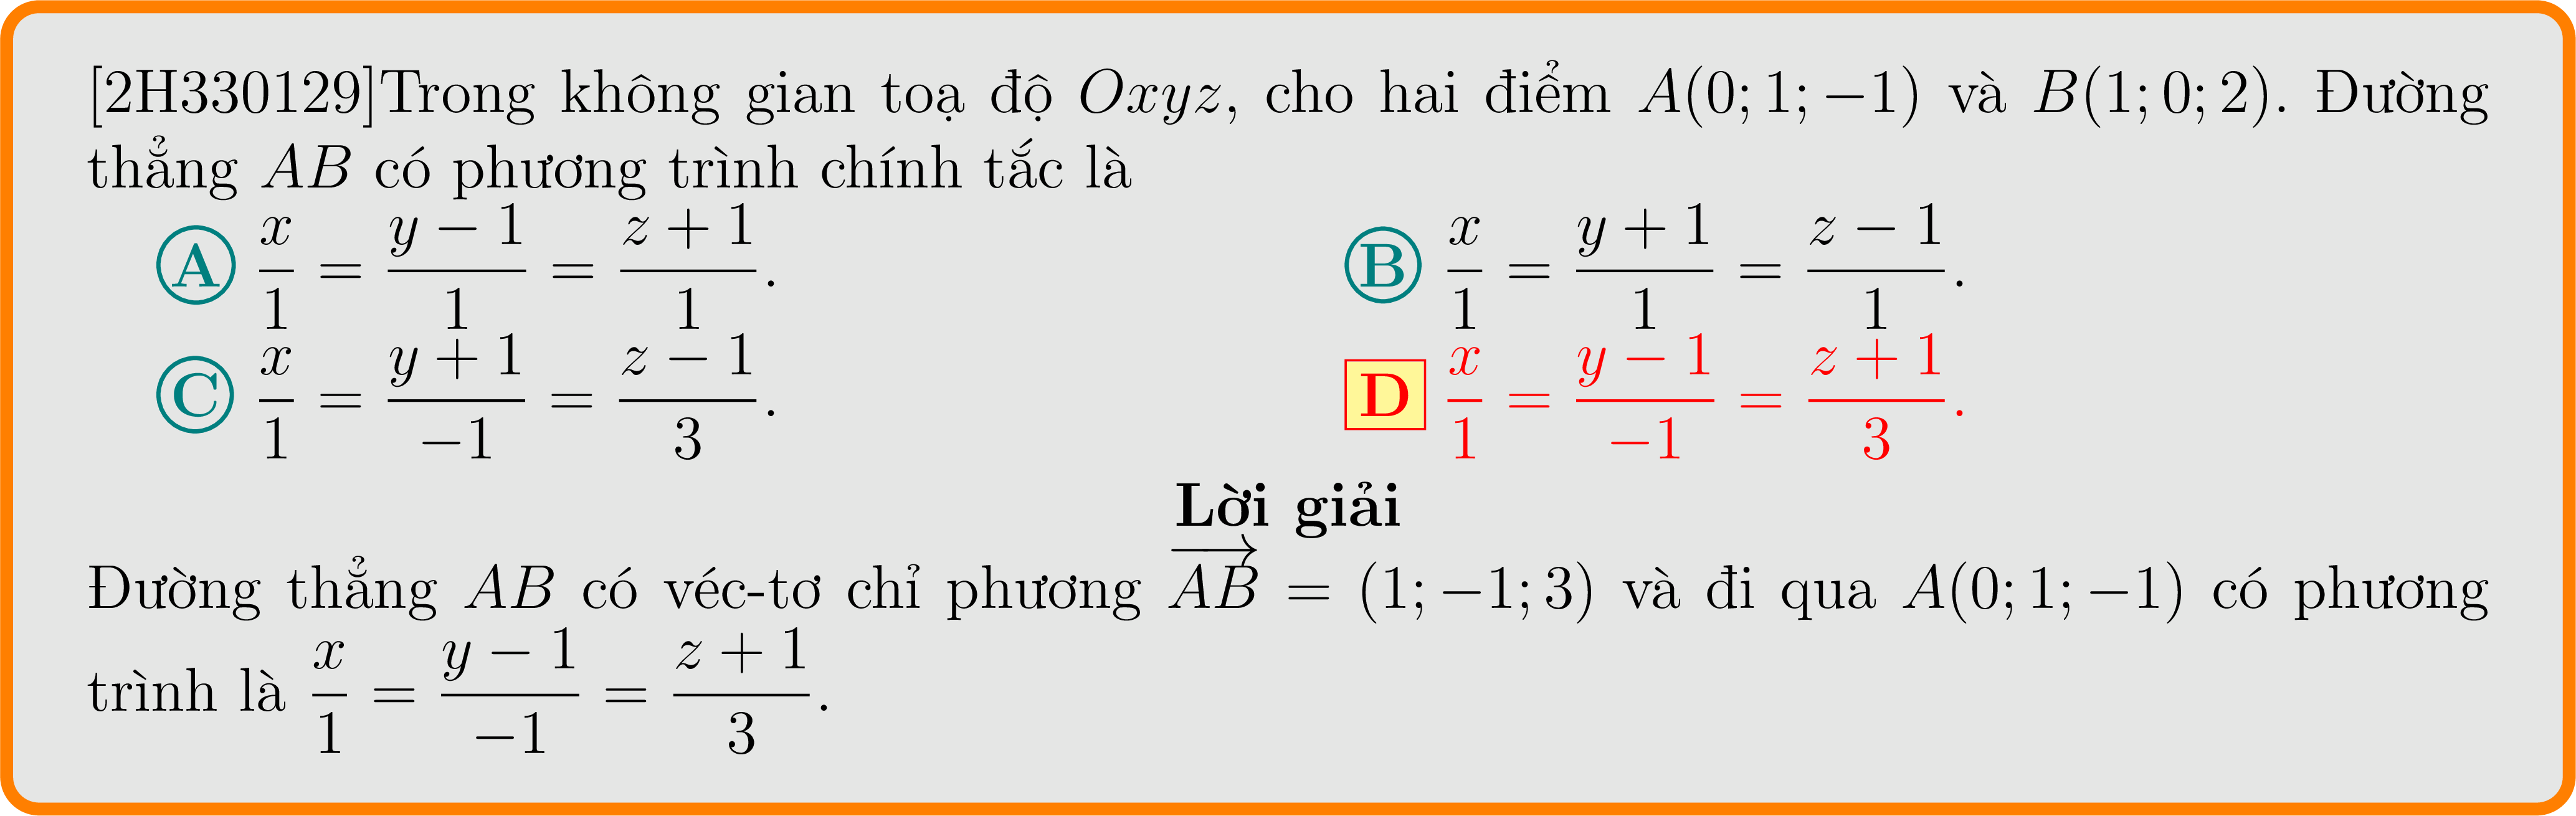 [2H330129]Trong không gian toạ độ Oxyz, cho hai điểm A(0; 1; −1) và B(1; 0; 2). Đường
thẳng AB có phương trình chính tắc là
A $\frac{x}{1} = \frac{y-1}{1} = \frac{z+1}{1}$. B $\frac{x}{1} = \frac{y+1}{1} = \frac{z-1}{1}$.
C $\frac{x}{1} = \frac{y+1}{-1} = \frac{z-1}{3}$. D $\frac{x}{1} = \frac{y-1}{-1} = \frac{z+1}{3}$.
Lời giải
Đường thẳng AB có véc-tơ chỉ phương $\overrightarrow{AB}$ = (1; −1; 3) và đi qua A(0; 1; −1) có phương
trình là $\frac{x}{1} = \frac{y-1}{-1} = \frac{z+1}{3}$.